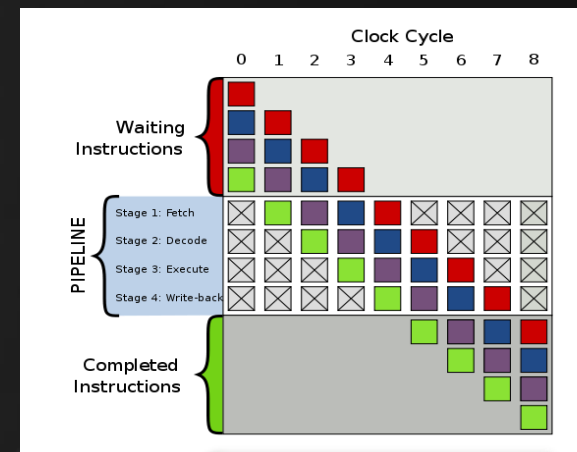 Clock Cycle
0 1 2 3 4 5 6 7 8
Waiting
Instructions
PIPELINE
Stage 1: Fetch
Stage 2: Decode
Stage 3: Execute
Stage 4: Write-back
Completed
Instructions